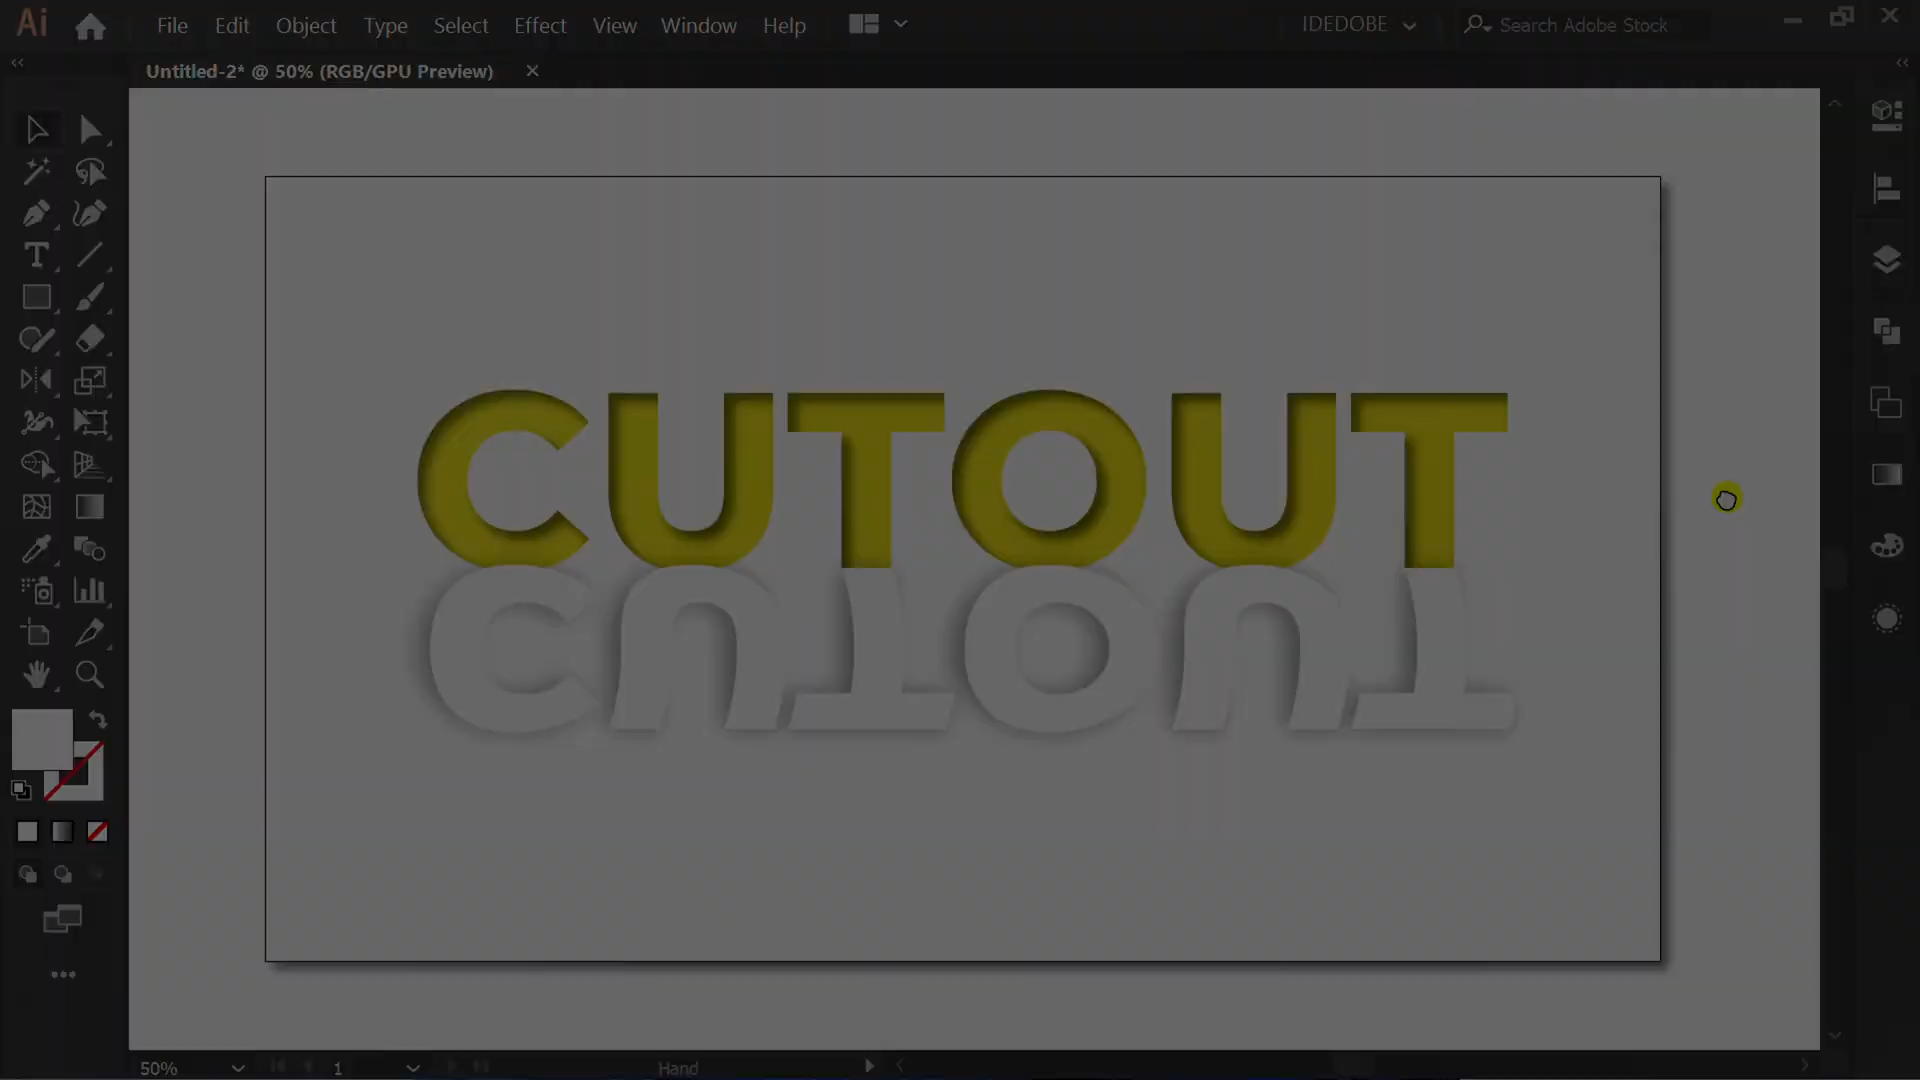 Ai File Edit Object Type Select Effect View Window Help IDEDOBE Search Adobe Stock
Untitled-2* @ 50% (RGB/GPU Preview)
CUTOUT
CUTOUT
50% 1 Hand